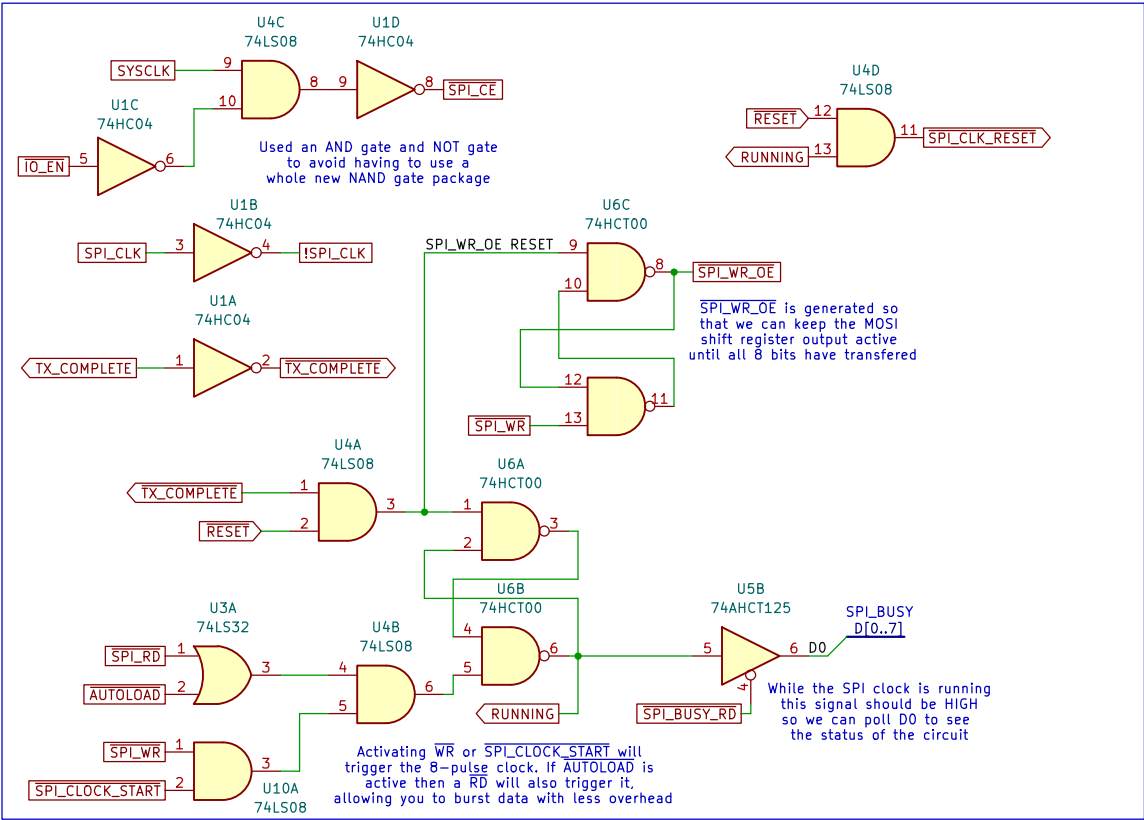 U4C
74LS08
U1D
74HC04
SYSCLK
9
10
8
9
8
SPI_CE
U1C
74HC04
IO_EN
5
6
Used an AND gate and NOT gate
to avoid having to use a
whole new NAND gate package
U4D
74LS08
RESET
12
RUNNING
13
11
SPI_CLK_RESET
U1B
74HC04
SPI_CLK
3
4
!SPI_CLK
U1A
74HC04
TX_COMPLETE
1
2
TX_COMPLETE
U6C
74HCT00
SPI_WR_OE RESET
9
10
8
SPI_WR_OE
SPI_WR_OE is generated so
that we can keep the MOSI
shift register output active
until all 8 bits have transfered
12
11
SPI_WR
13
U4A
74LS08
TX_COMPLETE
1
RESET
2
3
U6A
74HCT00
1
2
3
U6B
74HCT00
4
5
6
RUNNING
U3A
74LS32
SPI_RD
1
AUTOLOAD
2
3
U4B
74LS08
4
5
6
SPI_WR
1
SPI_CLOCK_START
2
3
U10A
74LS08
Activating WR or SPI_CLOCK_START will
trigger the 8-pulse clock. If AUTOLOAD is
active then a RD will also trigger it,
allowing you to burst data with less overhead
U5B
74AHCT125
5
6
D0
4
SPI_BUSY_RD
SPI_BUSY
D[0..7]
While the SPI clock is running
this signal should be HIGH
so we can poll D0 to see
the status of the circuit